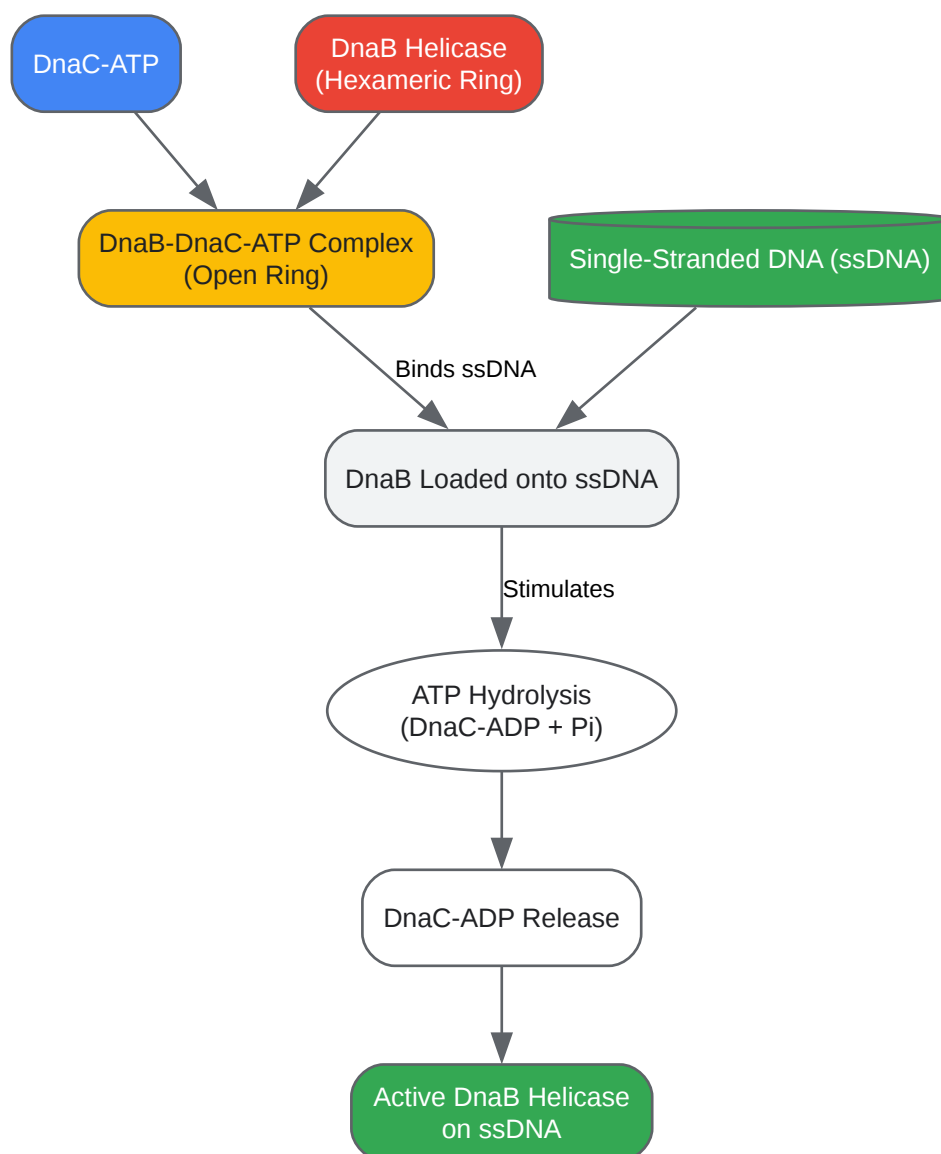 DnaC-ATP
DnaB Helicase
(Hexameric Ring)
DnaB-DnaC-ATP Complex
(Open Ring)
Single-Stranded DNA (ssDNA)
Binds ssDNA
DnaB Loaded onto ssDNA
Stimulates
ATP Hydrolysis
(DnaC-ADP + Pi)
DnaC-ADP Release
Active DnaB Helicase
on ssDNA